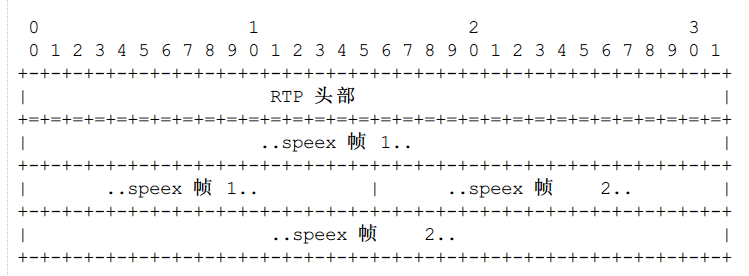 0                   1                   2                   3
0 1 2 3 4 5 6 7 8 9 0 1 2 3 4 5 6 7 8 9 0 1 2 3 4 5 6 7 8 9 0 1
+-+-+-+-+-+-+-+-+-+-+-+-+-+-+-+-+-+-+-+-+-+-+-+-+-+-+-+-+-+-+-+-+
|                      RTP 头部                                 |
+=+=+=+=+=+=+=+=+=+=+=+=+=+=+=+=+=+=+=+=+=+=+=+=+=+=+=+=+=+=+=+=+
|                     ..speex 帧 1..                            |
+-+-+-+-+-+-+-+-+-+-+-+-+-+-+-+-+-+-+-+-+-+-+-+-+-+-+-+-+-+-+-+-+
|       ..speex 帧 1..          |      ..speex 帧    2..        |
+-+-+-+-+-+-+-+-+-+-+-+-+-+-+-+-+-+-+-+-+-+-+-+-+-+-+-+-+-+-+-+-+
|                      ..speex 帧    2..                        |
+-+-+-+-+-+-+-+-+-+-+-+-+-+-+-+-+-+-+-+-+-+-+-+-+-+-+-+-+-+-+-+-+